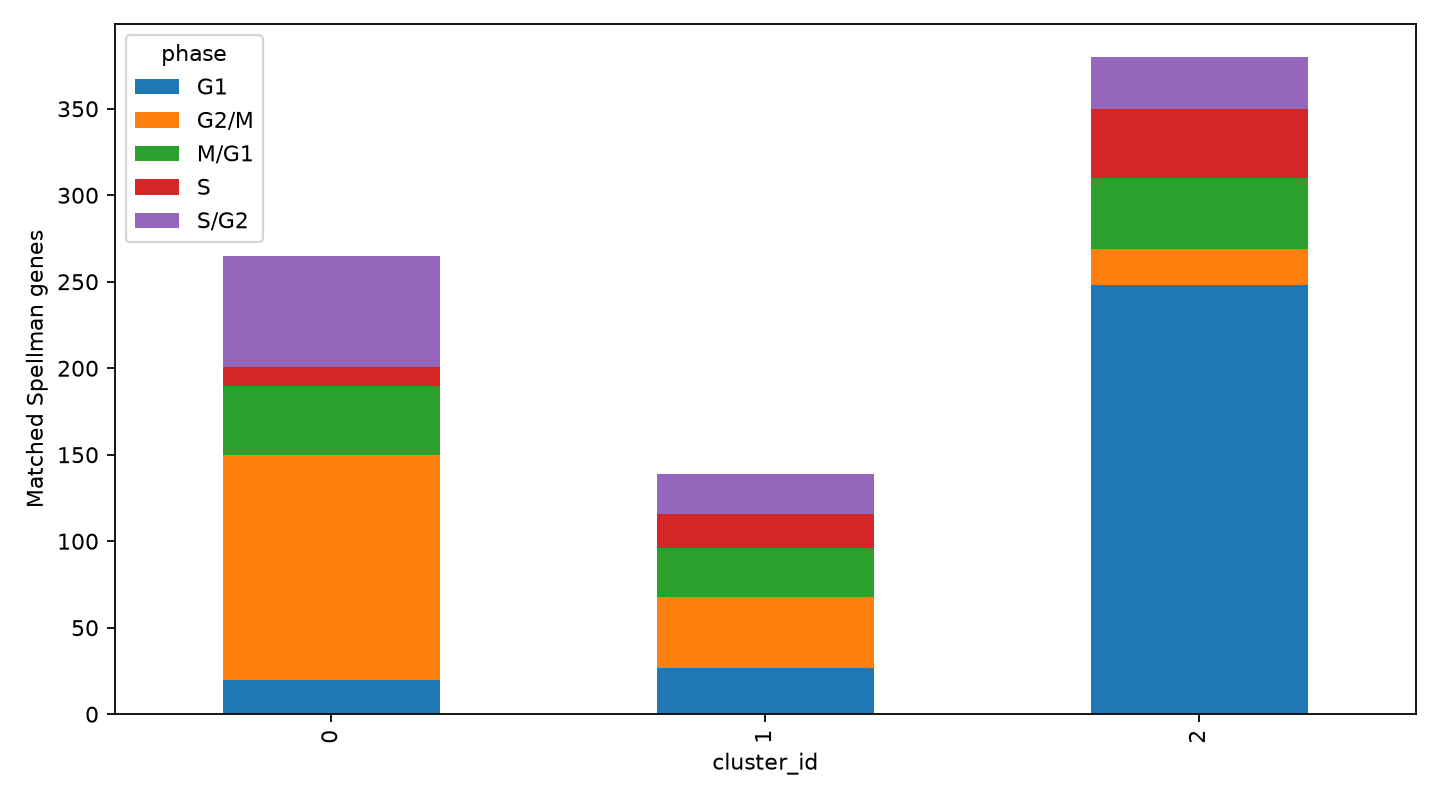 phase
G1
G2/M
M/G1
S
S/G2
Matched Spellman genes
350
300
250
200
150
100
50
0
0
1
2
cluster_id